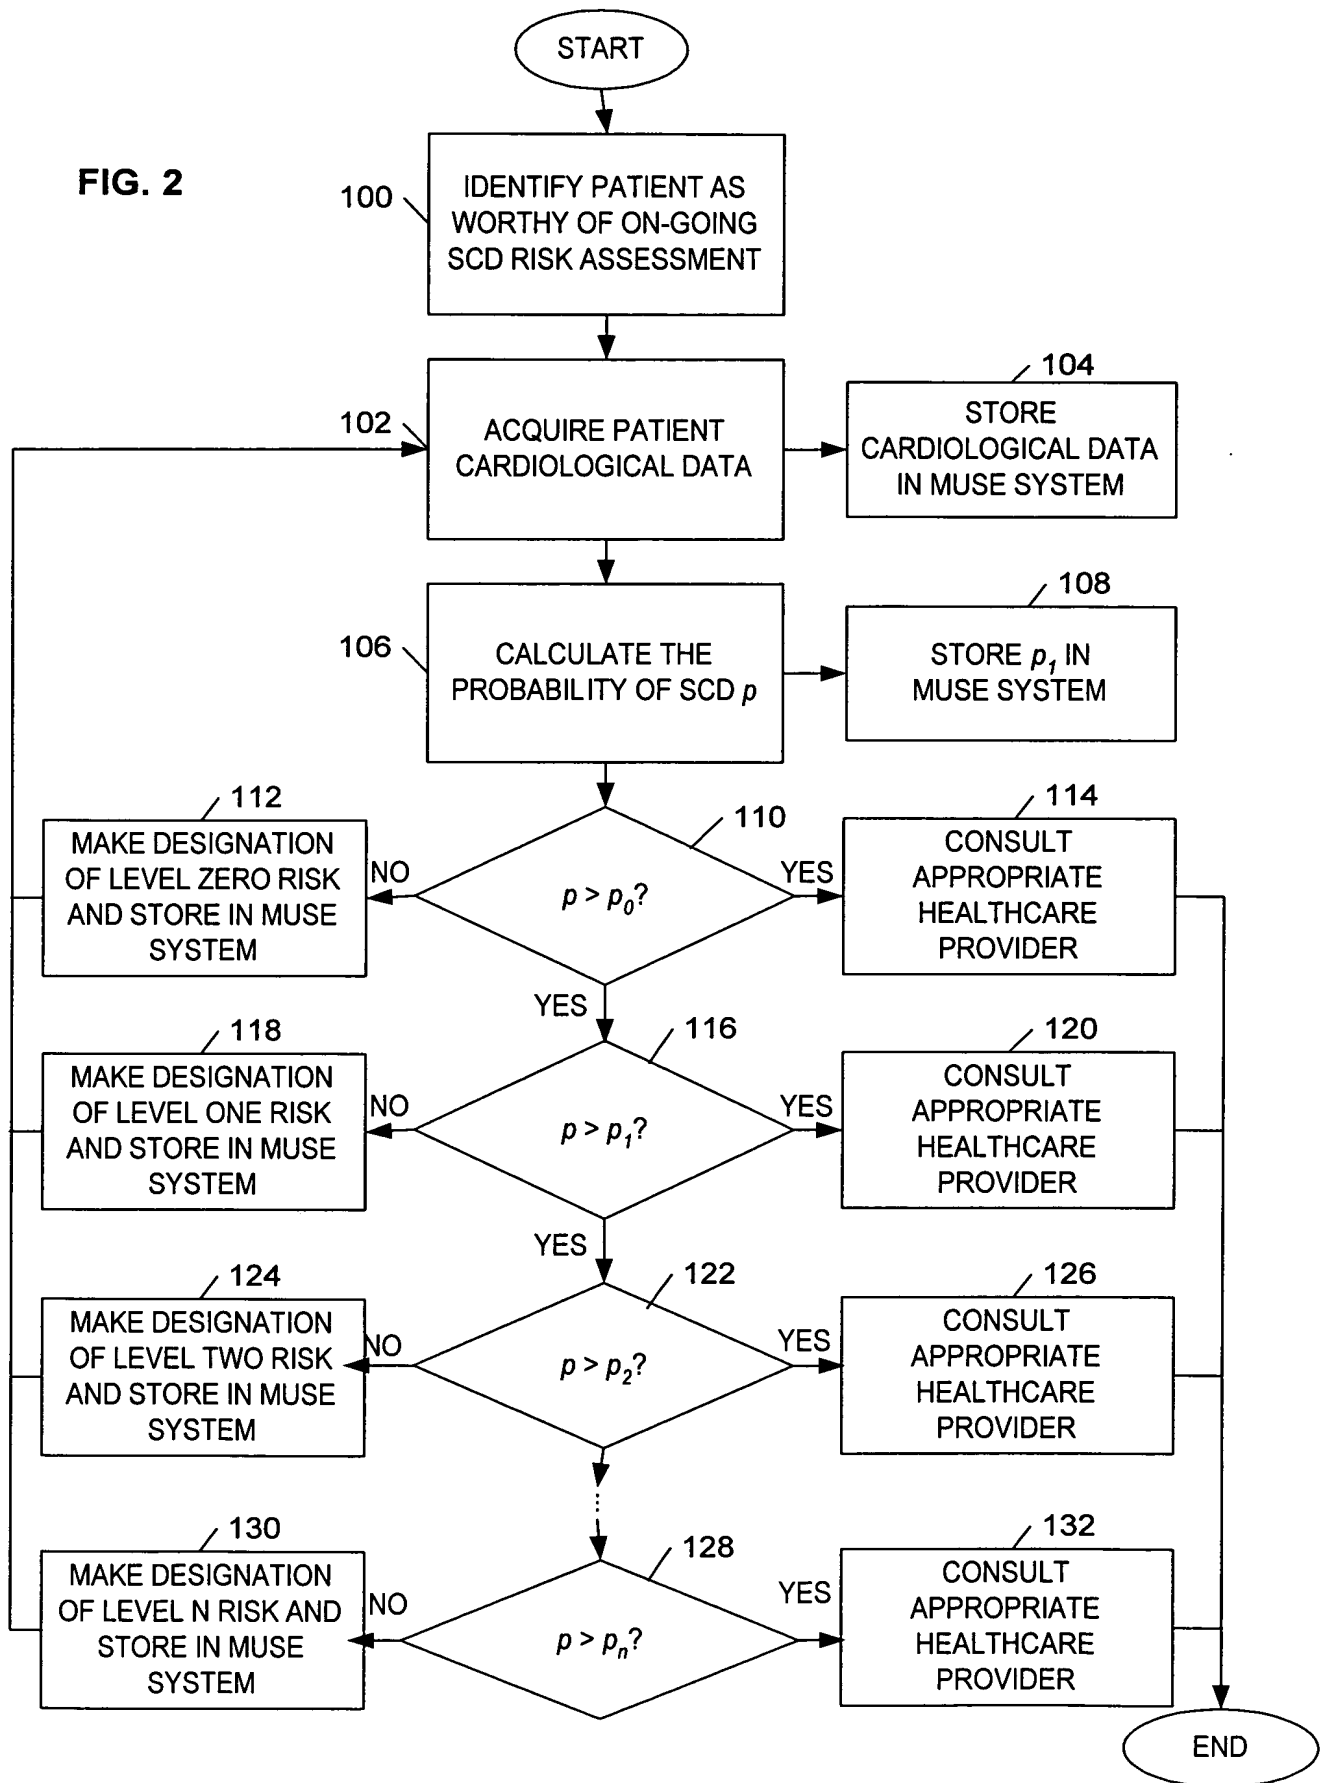 START
FIG. 2
100
IDENTIFY PATIENT AS
WORTHY OF ON-GOING
SCD RISK ASSESSMENT
102
ACQUIRE PATIENT
CARDIOLOGICAL DATA
104
STORE
CARDIOLOGICAL DATA
IN MUSE SYSTEM
106
CALCULATE THE
PROBABILITY OF SCD p
108
STORE p1 IN
MUSE SYSTEM
110
p > p0?
NO
YES
YES
112
MAKE DESIGNATION
OF LEVEL ZERO RISK
AND STORE IN MUSE
SYSTEM
114
CONSULT
APPROPRIATE
HEALTHCARE
PROVIDER
116
p > p1?
NO
YES
YES
118
MAKE DESIGNATION
OF LEVEL ONE RISK
AND STORE IN MUSE
SYSTEM
120
CONSULT
APPROPRIATE
HEALTHCARE
PROVIDER
122
p > p2?
NO
YES
124
MAKE DESIGNATION
OF LEVEL TWO RISK
AND STORE IN MUSE
SYSTEM
126
CONSULT
APPROPRIATE
HEALTHCARE
PROVIDER
128
p > pn?
NO
YES
130
MAKE DESIGNATION
OF LEVEL N RISK AND
STORE IN MUSE
SYSTEM
132
CONSULT
APPROPRIATE
HEALTHCARE
PROVIDER
END